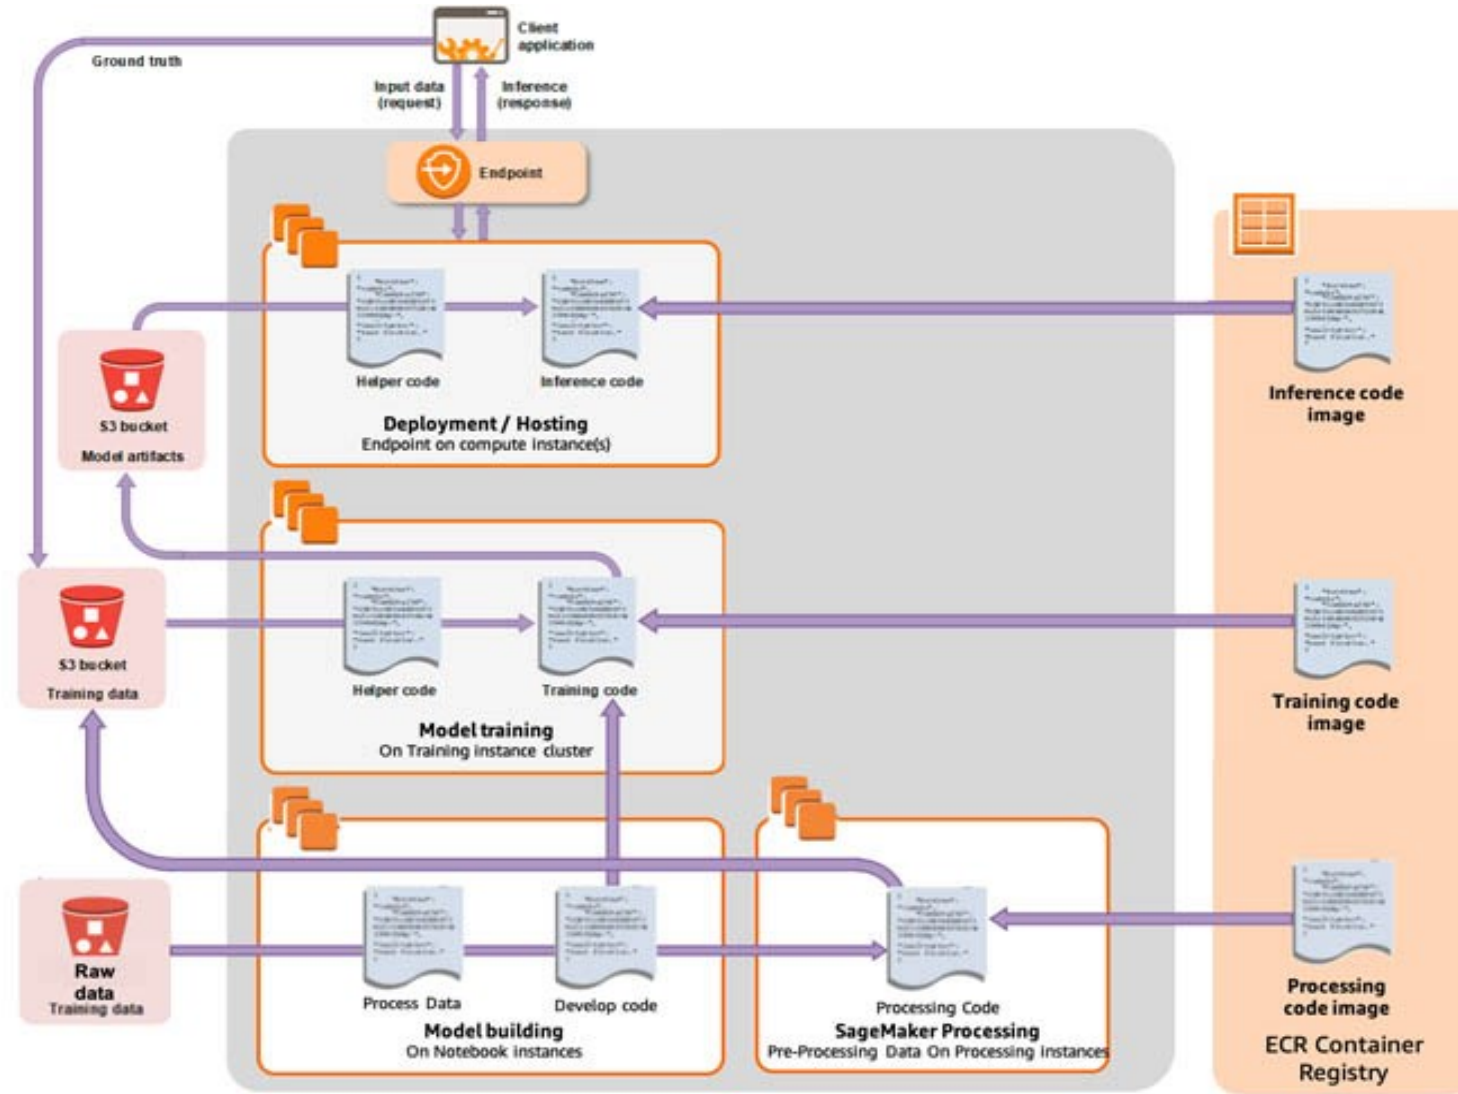 Client
application
Ground truth
Input data
(request)
Inference
(response)
Endpoint
Helper code
Inference code
Deployment / Hosting
Endpoint on compute instance(s)
Inference code
image
S3 bucket
Model artifacts
S3 bucket
Training data
Helper code
Training code
Model training
On Training instance cluster
Training code
image
Raw
data
Training data
Process Data
Develop code
Model building
On Notebook instances
Processing Code
SageMaker Processing
Pre-Processing Data On Processing Instances
Processing
code image
ECR Container
Registry